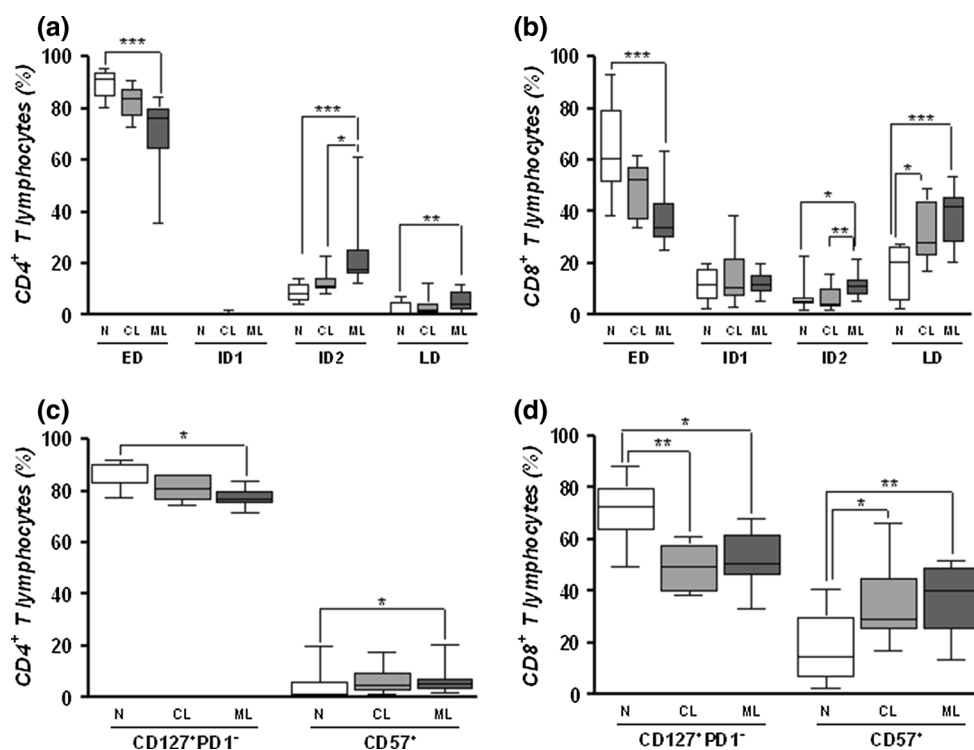 (a)
CD4+ T lymphocytes (%)
100
80
60
40
20
0
***
***
*
**
N CL ML N CL ML N CL ML N CL ML
ED ID1 ID2 LD
(b)
CD8+ T lymphocytes (%)
100
80
60
40
20
0
***
*
**
*
***
N CL ML N CL ML N CL ML N CL ML
ED ID1 ID2 LD
(c)
CD4+ T lymphocytes (%)
100
80
60
40
20
0
*
*
N CL ML N CL ML
CD127+PD1- CD57+
(d)
CD8+ T lymphocytes (%)
100
80
60
40
20
0
*
**
**
*
N CL ML N CL ML
CD127+PD1- CD57+